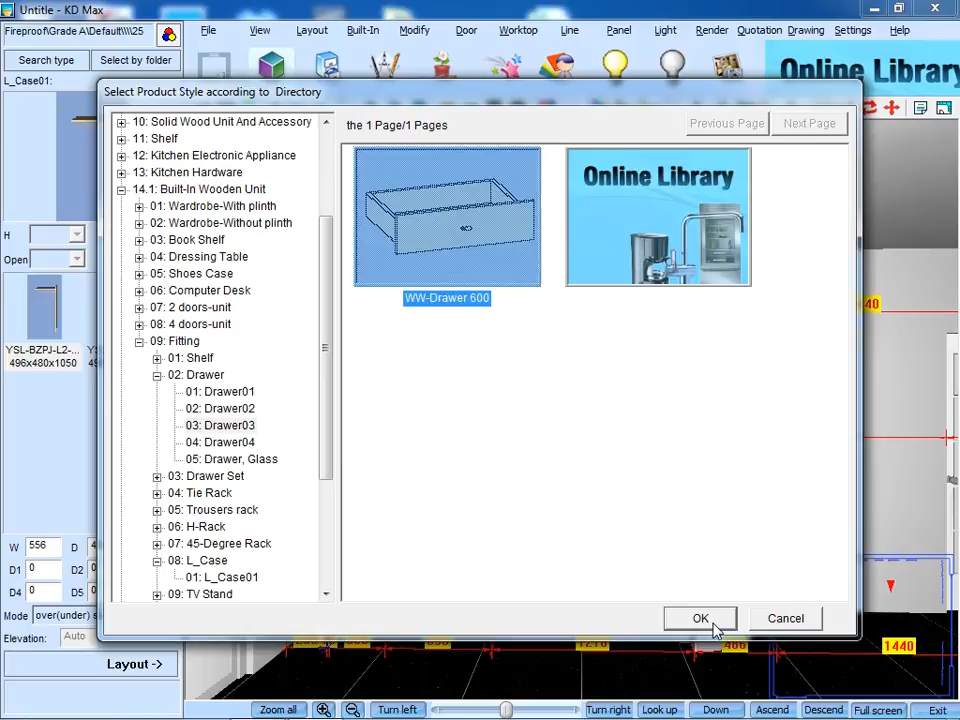 Untitle - KD Max
Fireproof/Grade A\Default\\\\25
File View Layout Built-In Modify Door Worktop Line Panel Light Render Quotation Drawing Settings Help
Search type Select by folder
Online Library
L_Case01:
Select Product Style according to Directory
10: Solid Wood Unit And Accessory
11: Shelf
12: Kitchen Electronic Appliance
13: Kitchen Hardware
14.1: Built-In Wooden Unit
01: Wardrobe-With plinth
02: Wardrobe-Without plinth
03: Book Shelf
04: Dressing Table
05: Shoes Case
06: Computer Desk
07: 2 doors-unit
08: 4 doors-unit
09: Fitting
01: Shelf
02: Drawer
01: Drawer01
02: Drawer02
03: Drawer03
04: Drawer04
05: Drawer, Glass
03: Drawer Set
04: Tie Rack
05: Trousers rack
06: H-Rack
07: 45-Degree Rack
08: L_Case
01: L_Case01
09: TV Stand
the 1 Page/1 Pages
Previous Page Next Page
Online Library
WW-Drawer 600
OK Cancel
H
Open
YSL-BZPJ-L2-...
496x480x1050
W 556 D
D1 0 D2
D4 0 D5
Mode over(under) s
Elevation: Auto
Layout ->
40
1210
1440
Zoom all Turn left Turn right Look up Down Ascend Descend Full screen Exit